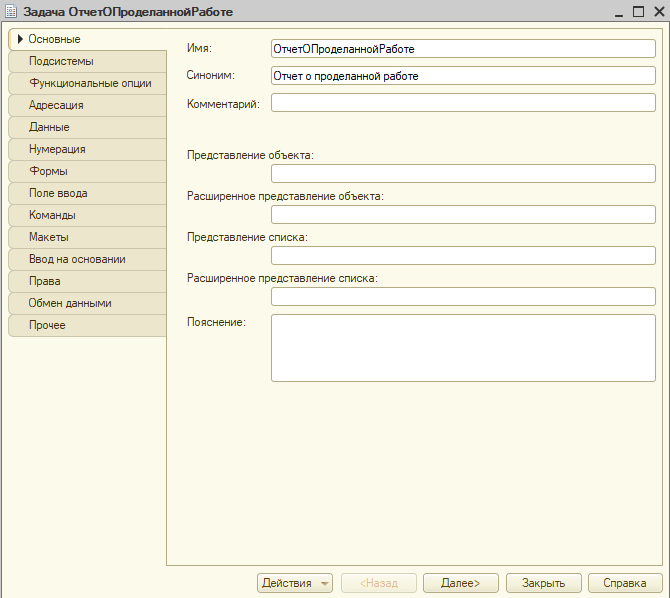 Задача ОтчетОПроделаннойРаботе
Основные
Подсистемы
Функциональные опции
Адресация
Данные
Нумерация
Формы
Поле ввода
Команды
Макеты
Ввод на основании
Права
Обмен данными
Прочее
Имя: ОтчетОПроделаннойРаботе
Синоним: Отчет о проделанной работе
Комментарий:
Представление объекта:
Расширенное представление объекта:
Представление списка:
Расширенное представление списка:
Пояснение:
Действия <Назад Далее> Закрыть Справка